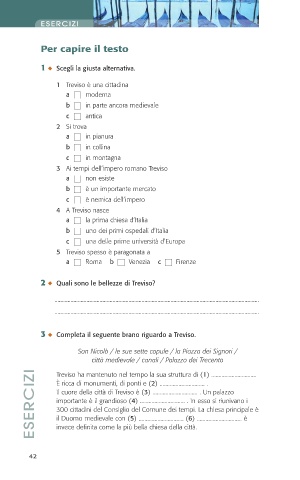 ESERCIZI
Per capire il testo
1 ◆ Scegli la giusta alternativa.
1 Treviso è una cittadina
a □ moderna
b □ in parte ancora medievale
c □ antica
2 Si trova
a □ in pianura
b □ in collina
c □ in montagna
3 Ai tempi dell'impero romano Treviso
a □ non esiste
b □ è un importante mercato
c □ è nemica dell'impero
4 A Treviso nasce
a □ la prima chiesa d'Italia
b □ uno dei primi ospedali d'Italia
c □ una delle prime università d'Europa
5 Treviso spesso è paragonata a
a □ Roma b □ Venezia c □ Firenze
2 ◆ Quali sono le bellezze di Treviso?
3 ◆ Completa il seguente brano riguardo a Treviso.
San Nicolò / le sue sette cupole / la Piazza dei Signori /
città medievale / canali / Palazzo dei Trecento
Treviso ha mantenuto nel tempo la sua struttura di (1) ........................
È ricca di monumenti, di ponti e (2) ........................ .
Il cuore della città di Treviso è (3) ........................ . Un palazzo
importante è il grandioso (4) ........................ . In esso si riunivano i
300 cittadini del Consiglio del Comune dei tempi. La chiesa principale è
il Duomo medievale con (5) ........................ (6) ........................ è
invece definita come la più bella chiesa della città.
ESERCIZI
42